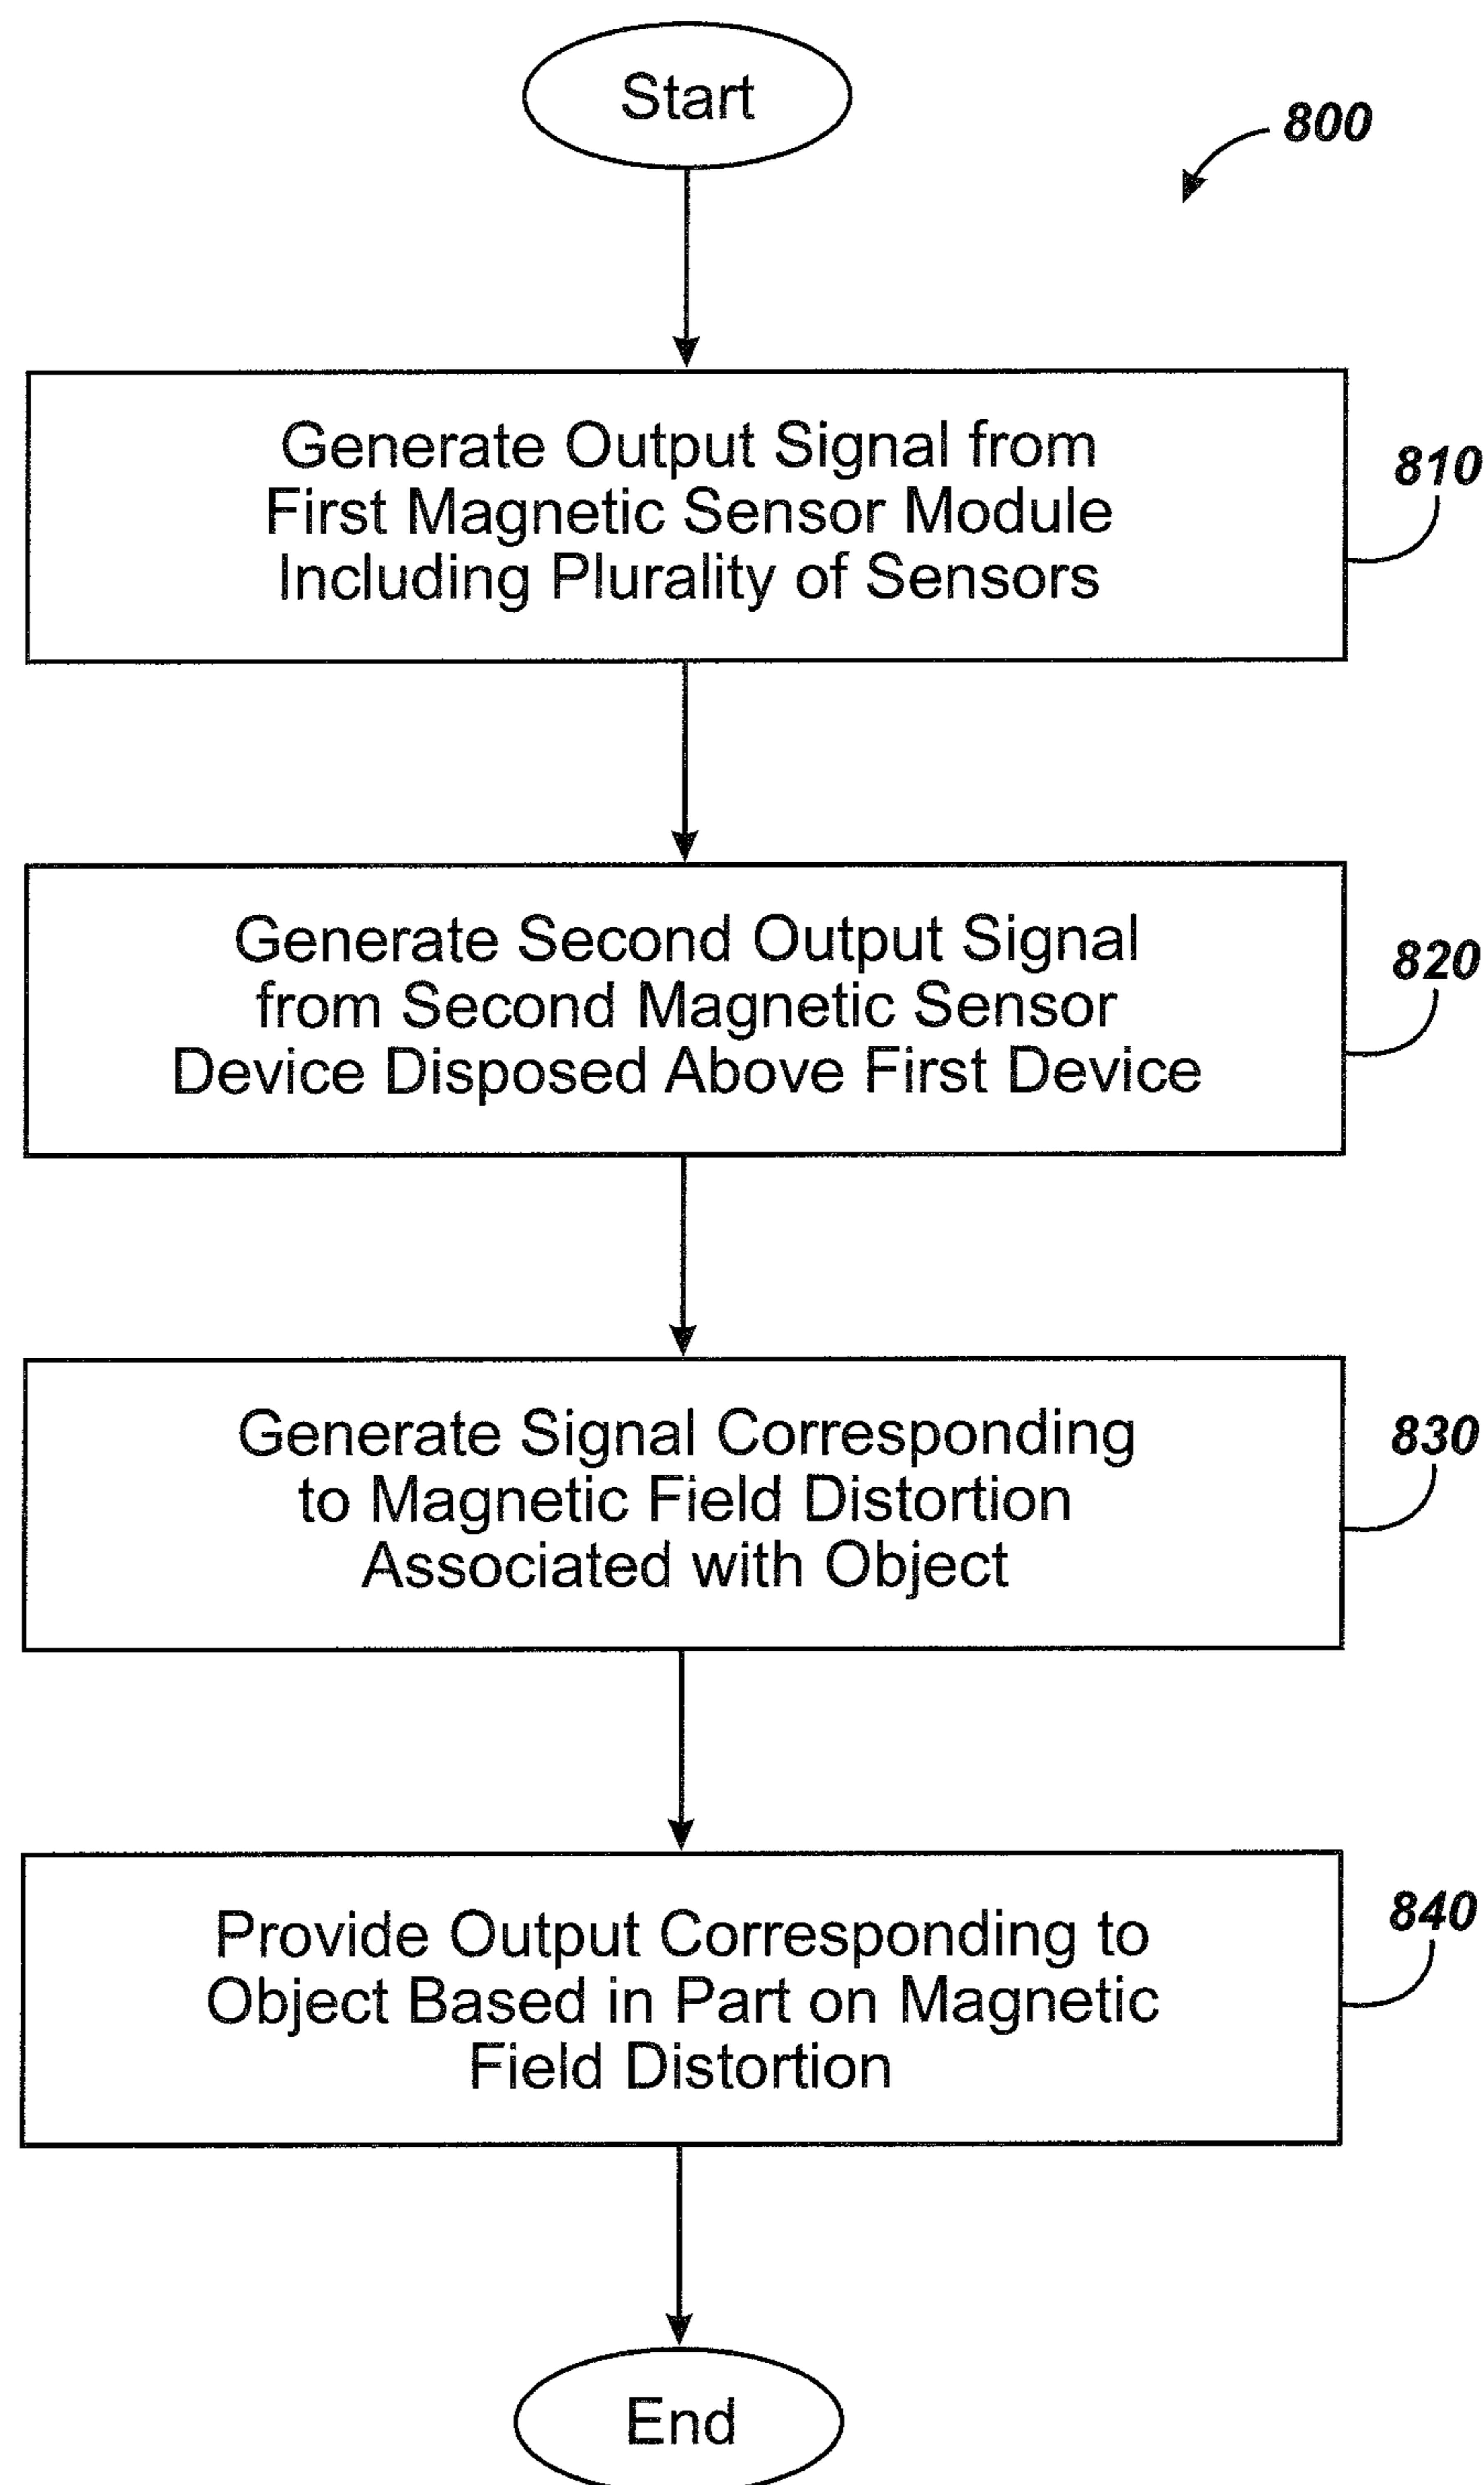 Start
800
Generate Output Signal from
First Magnetic Sensor Module
Including Plurality of Sensors
810
Generate Second Output Signal
from Second Magnetic Sensor
Device Disposed Above First Device
820
Generate Signal Corresponding
to Magnetic Field Distortion
Associated with Object
830
Provide Output Corresponding to
Object Based in Part on Magnetic
Field Distortion
840
End